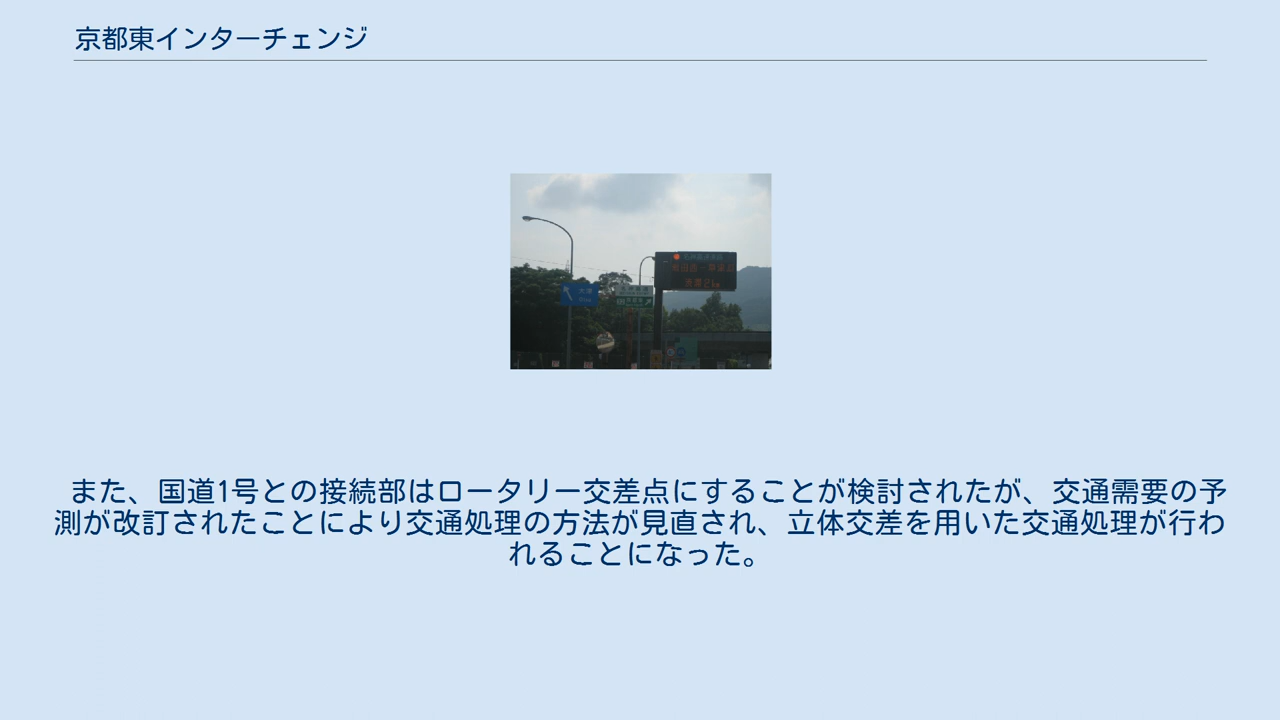 京都東インターチェンジ
大津
また、国道1号との接続部はロータリー交差点にすることが検討されたが、交通需要の予
測が改訂されたことにより交通処理の方法が見直され、立体交差を用いた交通処理が行わ
れることになった。